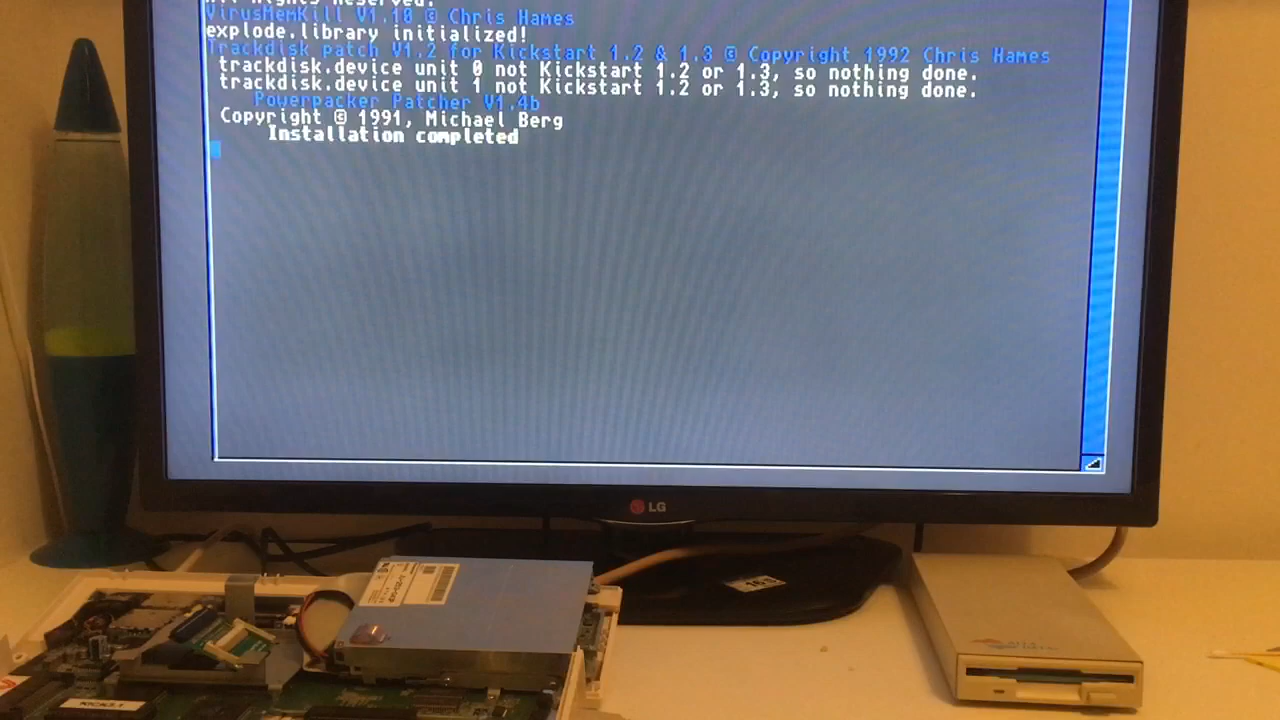 All Rights Reserved.
VirusMemKill V1.10 © Chris Hames
explode.library initialized!
Trackdisk patch V1.2 for Kickstart 1.2 & 1.3 © Copyright 1992 Chris Hames
trackdisk.device unit 0 not Kickstart 1.2 or 1.3, so nothing done.
trackdisk.device unit 1 not Kickstart 1.2 or 1.3, so nothing done.
Powerpacker Patcher V1.4b
Copyright © 1991, Michael Berg
Installation completed
LG